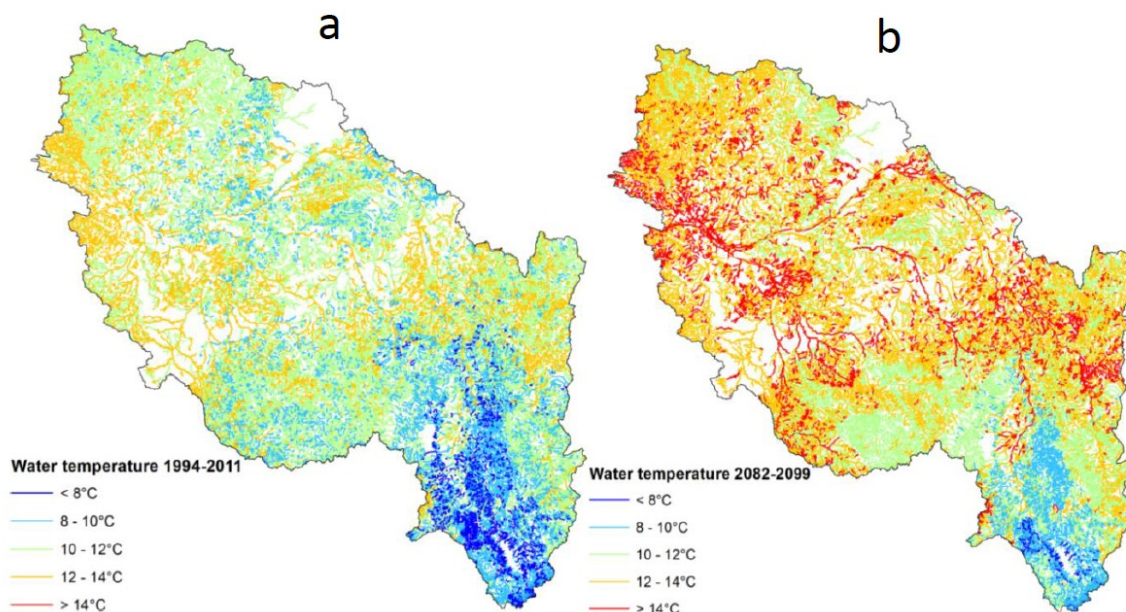 a
b
Water temperature 1994-2011
< 8°C
8 - 10°C
10 - 12°C
12 - 14°C
> 14°C
Water temperature 2082-2099
< 8°C
8 - 10°C
10 - 12°C
12 - 14°C
> 14°C